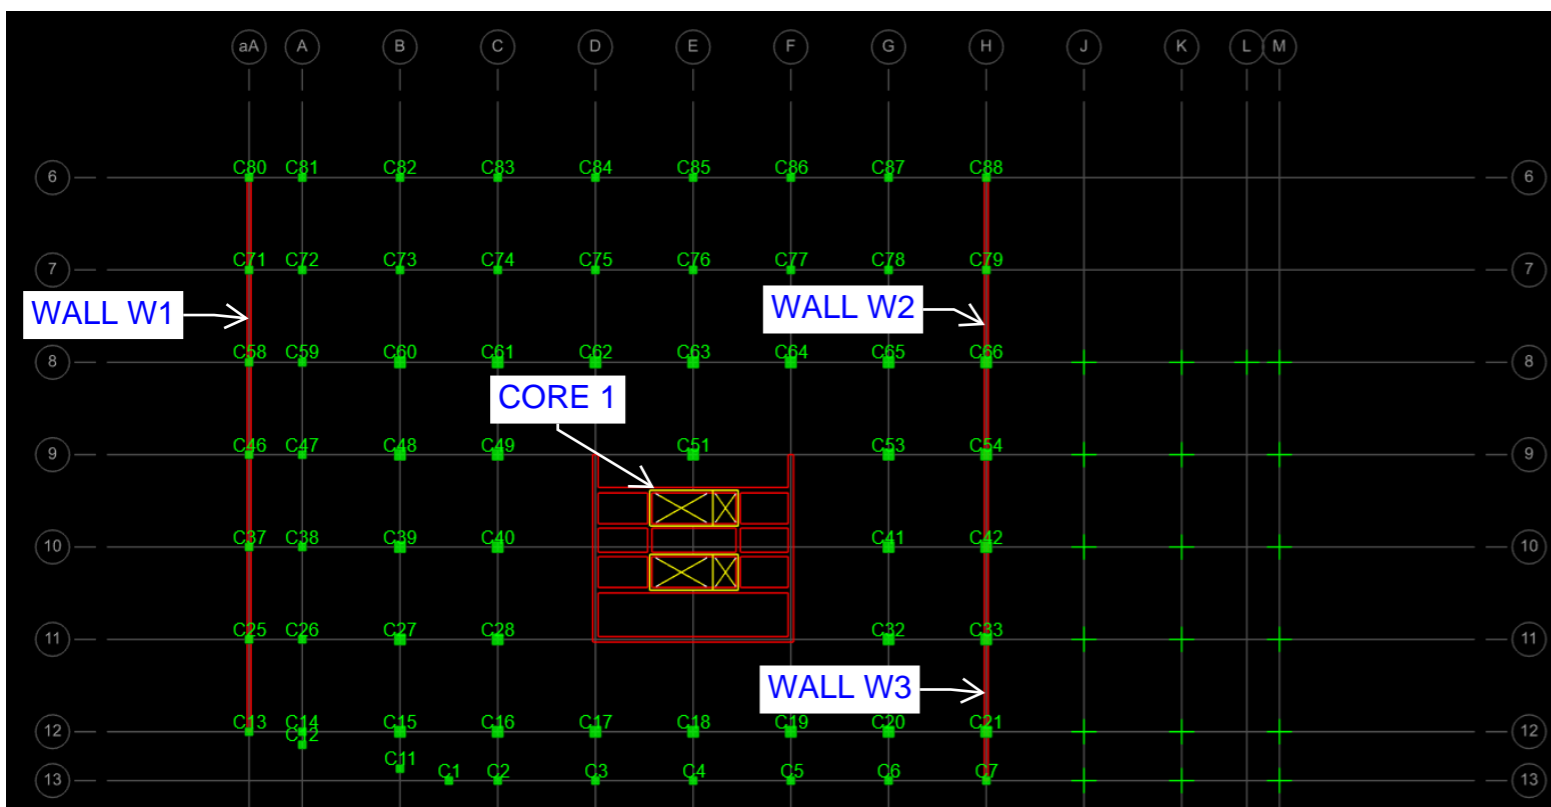 aA A B C D E F G H J K L M
C80 C81 C82 C83 C84 C85 C86 C87 C88
6 6
C71 C72 C73 C74 C75 C76 C77 C78 C79
7 7
WALL W1
WALL W2
C58 C59 C60 C61 C62 C63 C64 C65 C66
8 8
CORE 1
C46 C47 C48 C49 C51 C53 C54
9 9
C37 C38 C39 C40 C41 C42
10 10
C25 C26 C27 C28 C32 C33
11 11
WALL W3
C13 C14 C15 C16 C17 C18 C19 C20 C21
12 12
C12
C11
C1 C2 C3 C4 C5 C6 C7
13 13